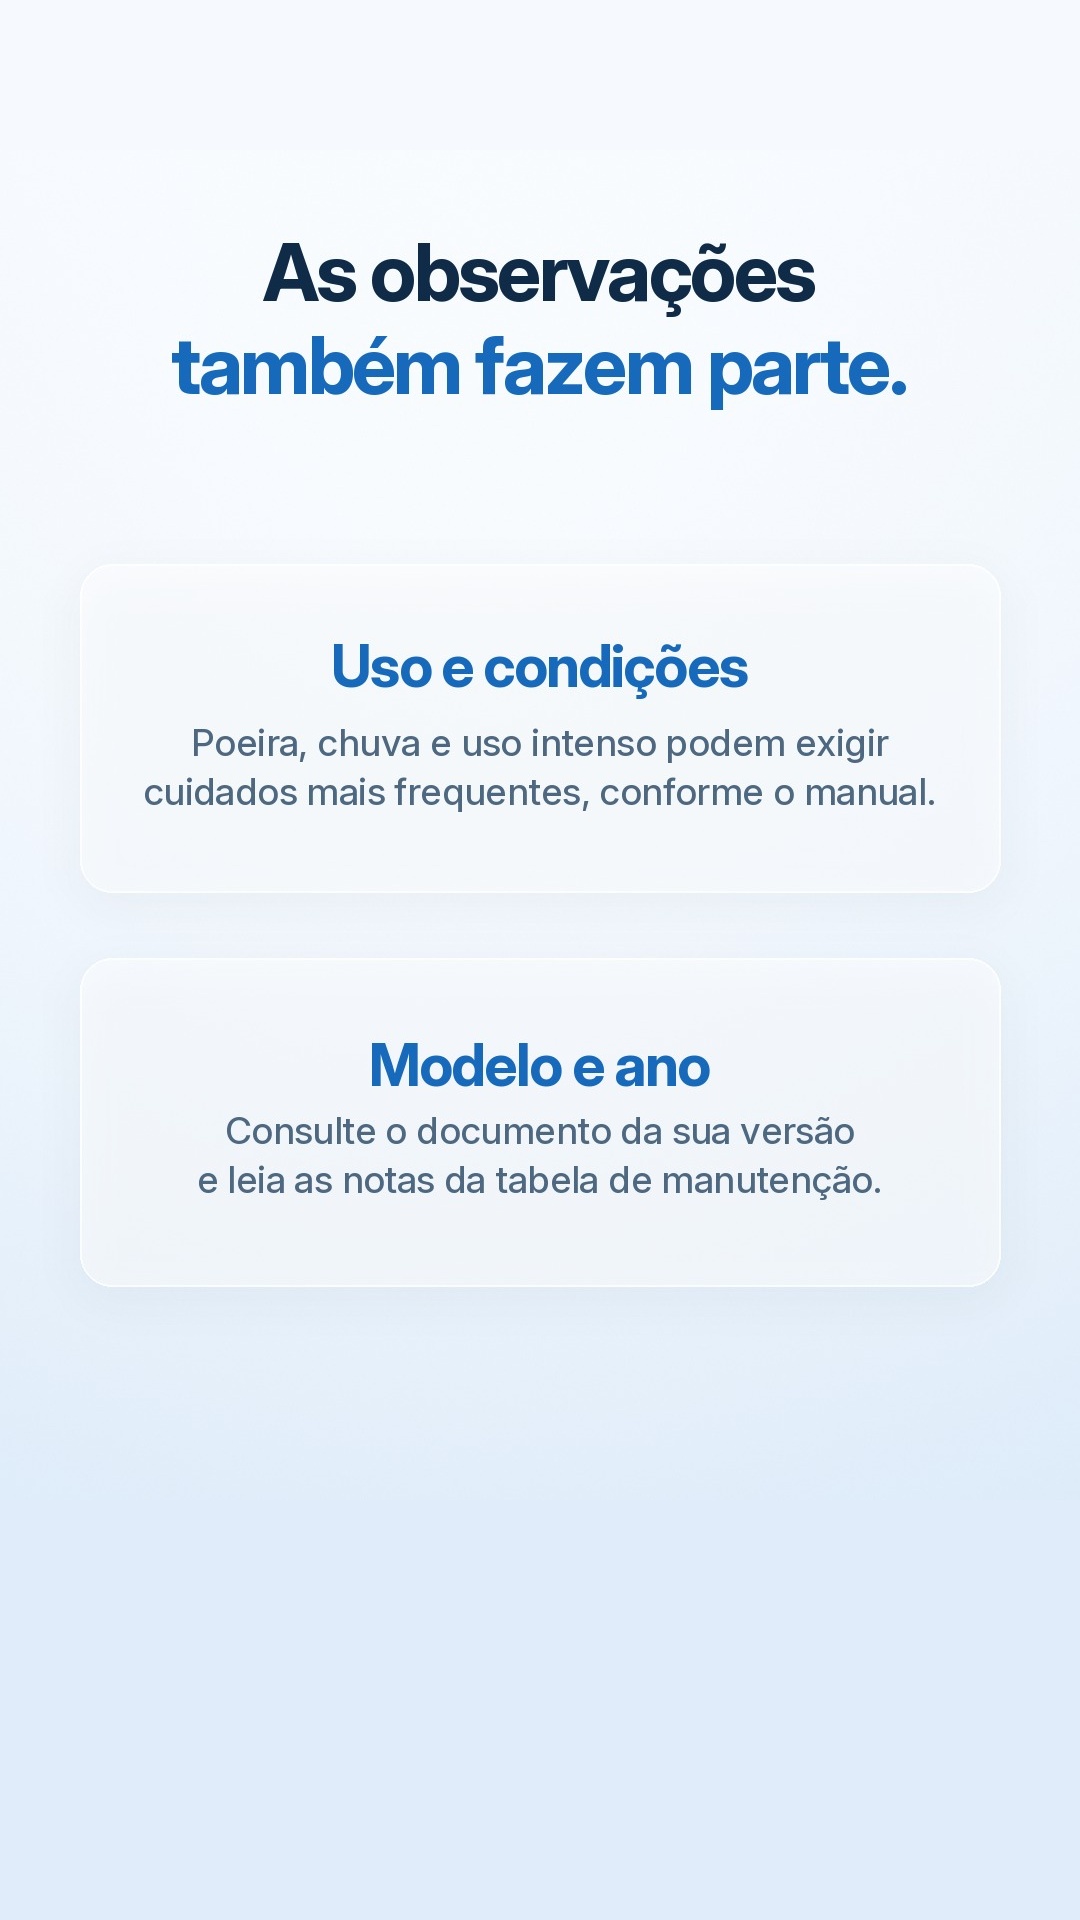 As observações
também fazem parte.
Uso e condições
Poeira, chuva e uso intenso podem exigir
cuidados mais frequentes, conforme o manual.
Modelo e ano
Consulte o documento da sua versão
e leia as notas da tabela de manutenção.